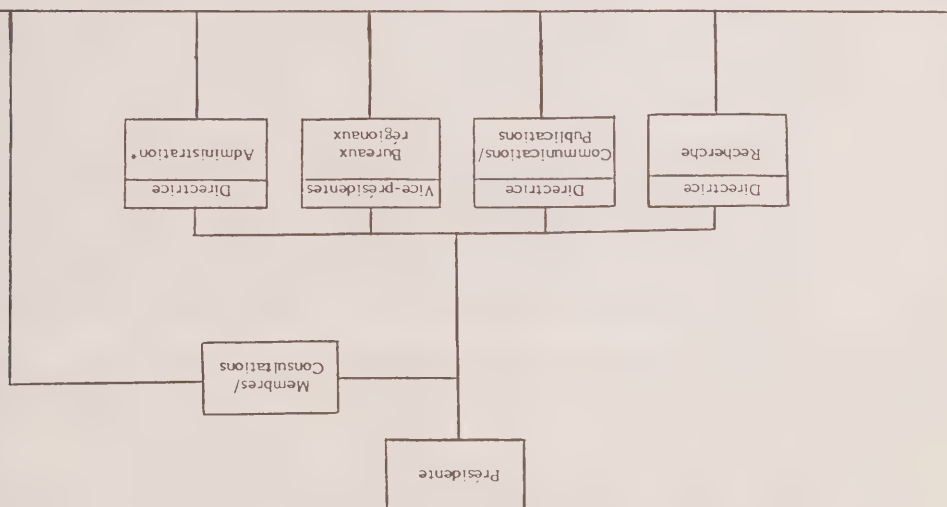 Présidente
Membres/
Consultations
Directrice
Recherche
Directrice
Communications/
Publications
Vice-présidentes
Bureaux
régionaux
Directrice
Administration*